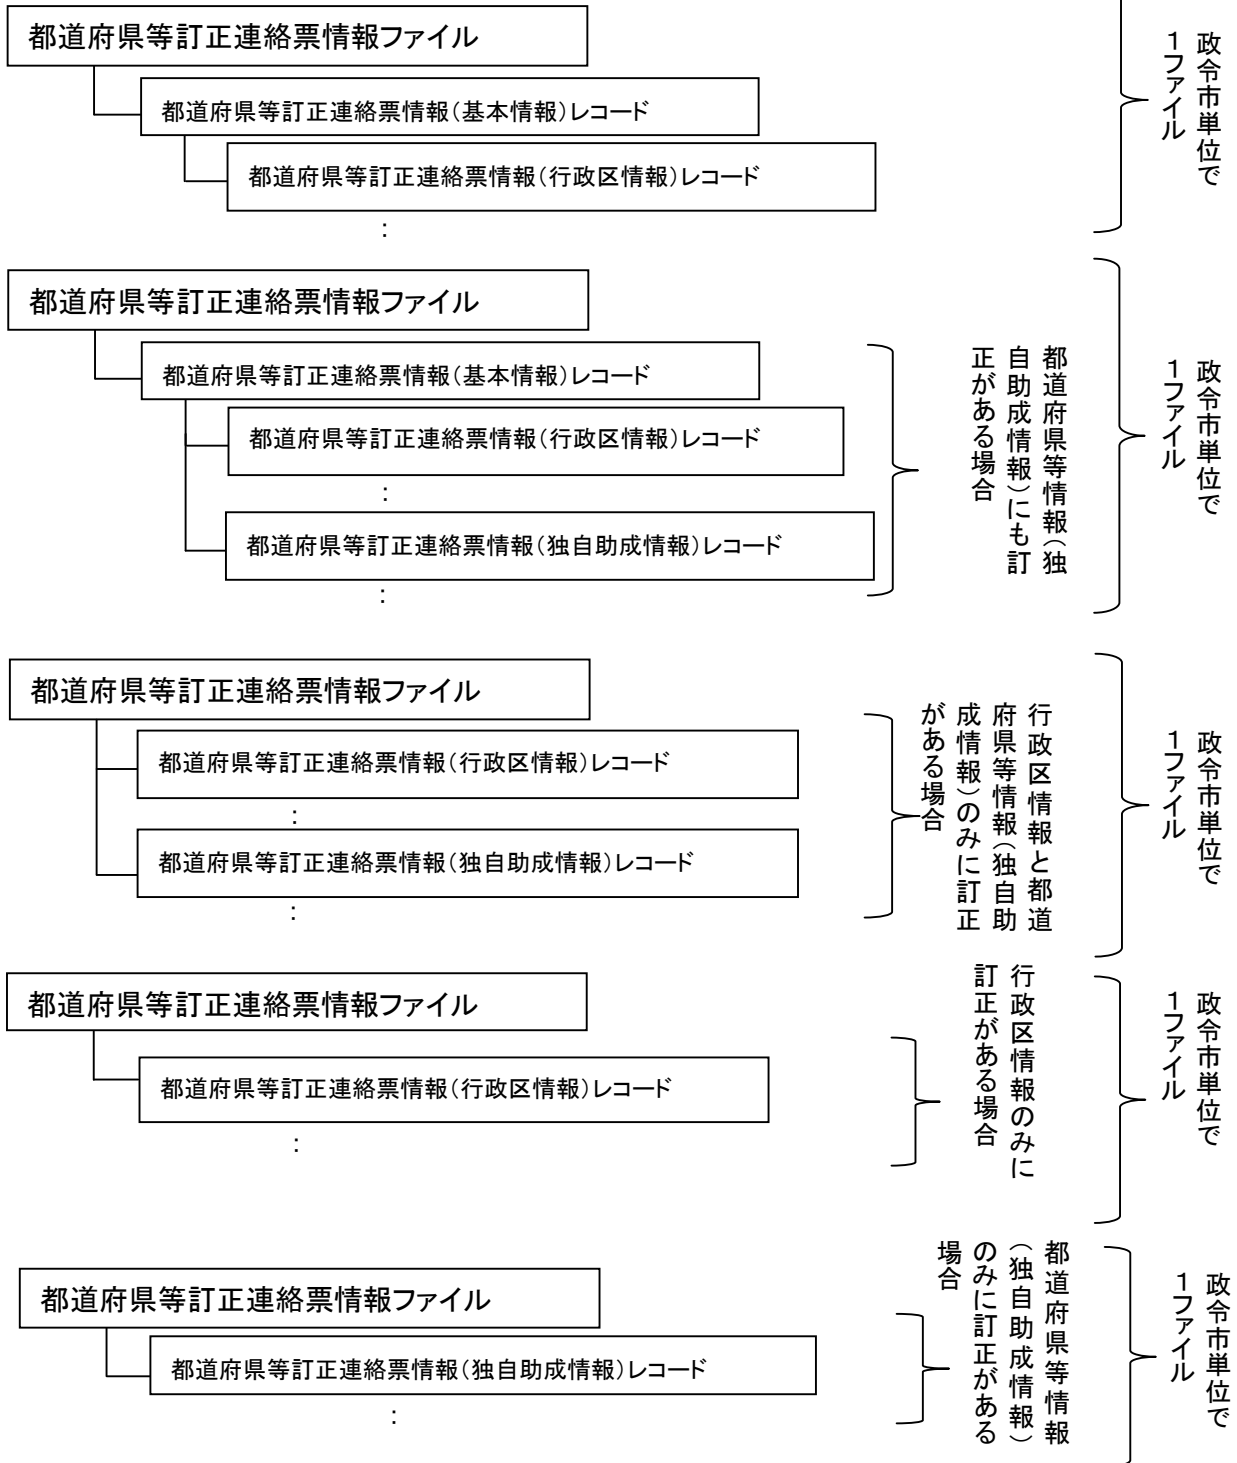 都道府県等訂正連絡票情報ファイル
都道府県等訂正連絡票情報(基本情報)レコード
都道府県等訂正連絡票情報(行政区情報)レコード
:
政令市単位で
1ファイル
都道府県等訂正連絡票情報ファイル
都道府県等訂正連絡票情報(基本情報)レコード
都道府県等訂正連絡票情報(行政区情報)レコード
:
都道府県等訂正連絡票情報(独自助成情報)レコード
:
都道府県等情報(独
自助成情報)にも訂
正がある場合
政令市単位で
1ファイル
都道府県等訂正連絡票情報ファイル
都道府県等訂正連絡票情報(行政区情報)レコード
:
都道府県等訂正連絡票情報(独自助成情報)レコード
:
行政区情報と都道
府県等情報(独自助
成情報)のみに訂正
がある場合
政令市単位で
1ファイル
都道府県等訂正連絡票情報ファイル
都道府県等訂正連絡票情報(行政区情報)レコード
:
行政区情報のみに
訂正がある場合
政令市単位で
1ファイル
都道府県等訂正連絡票情報ファイル
都道府県等訂正連絡票情報(独自助成情報)レコード
:
都道府県等情報
(独自助成情報)
のみに訂正がある
場合
政令市単位で
1ファイル